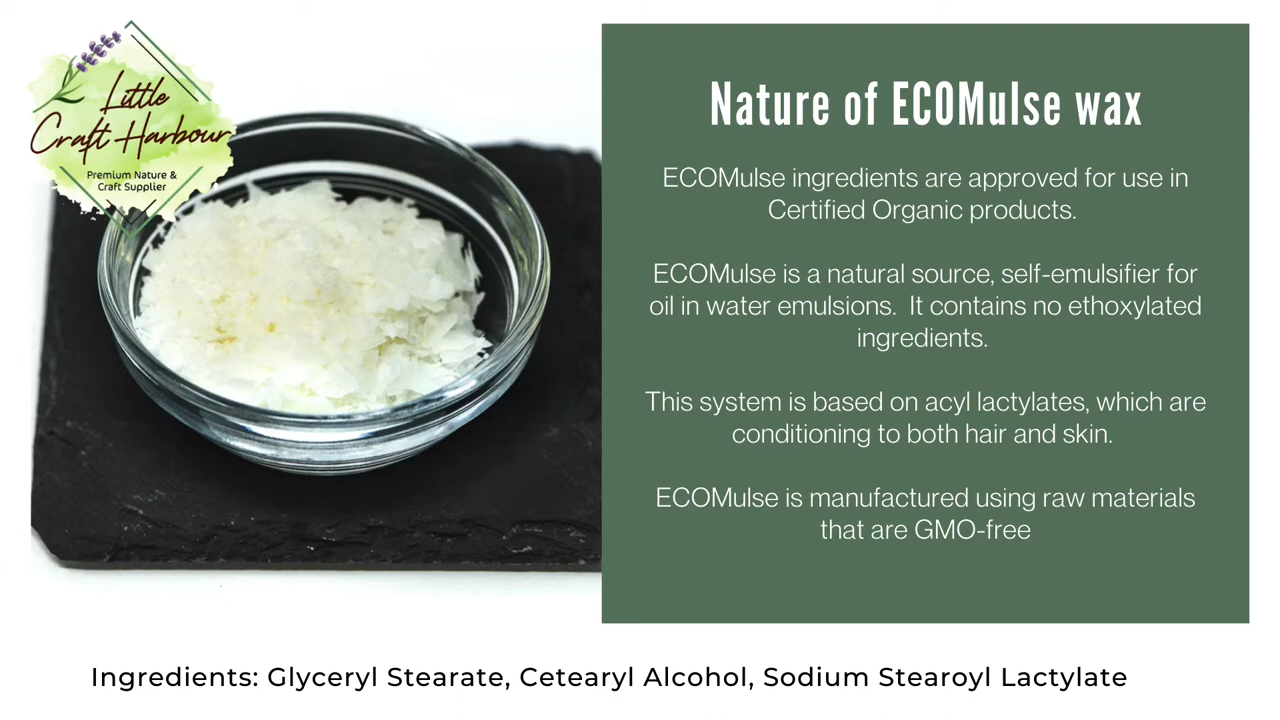 Little
Craft Harbour
Premium Nature &
Craft Supplier
Nature of ECOMulse wax
ECOMulse ingredients are approved for use in
Certified Organic products.
ECOMulse is a natural source, self-emulsifier for
oil in water emulsions.  It contains no ethoxylated
ingredients.
This system is based on acyl lactylates, which are
conditioning to both hair and skin.
ECOMulse is manufactured using raw materials
that are GMO-free
Ingredients: Glyceryl Stearate, Cetearyl Alcohol, Sodium Stearoyl Lactylate